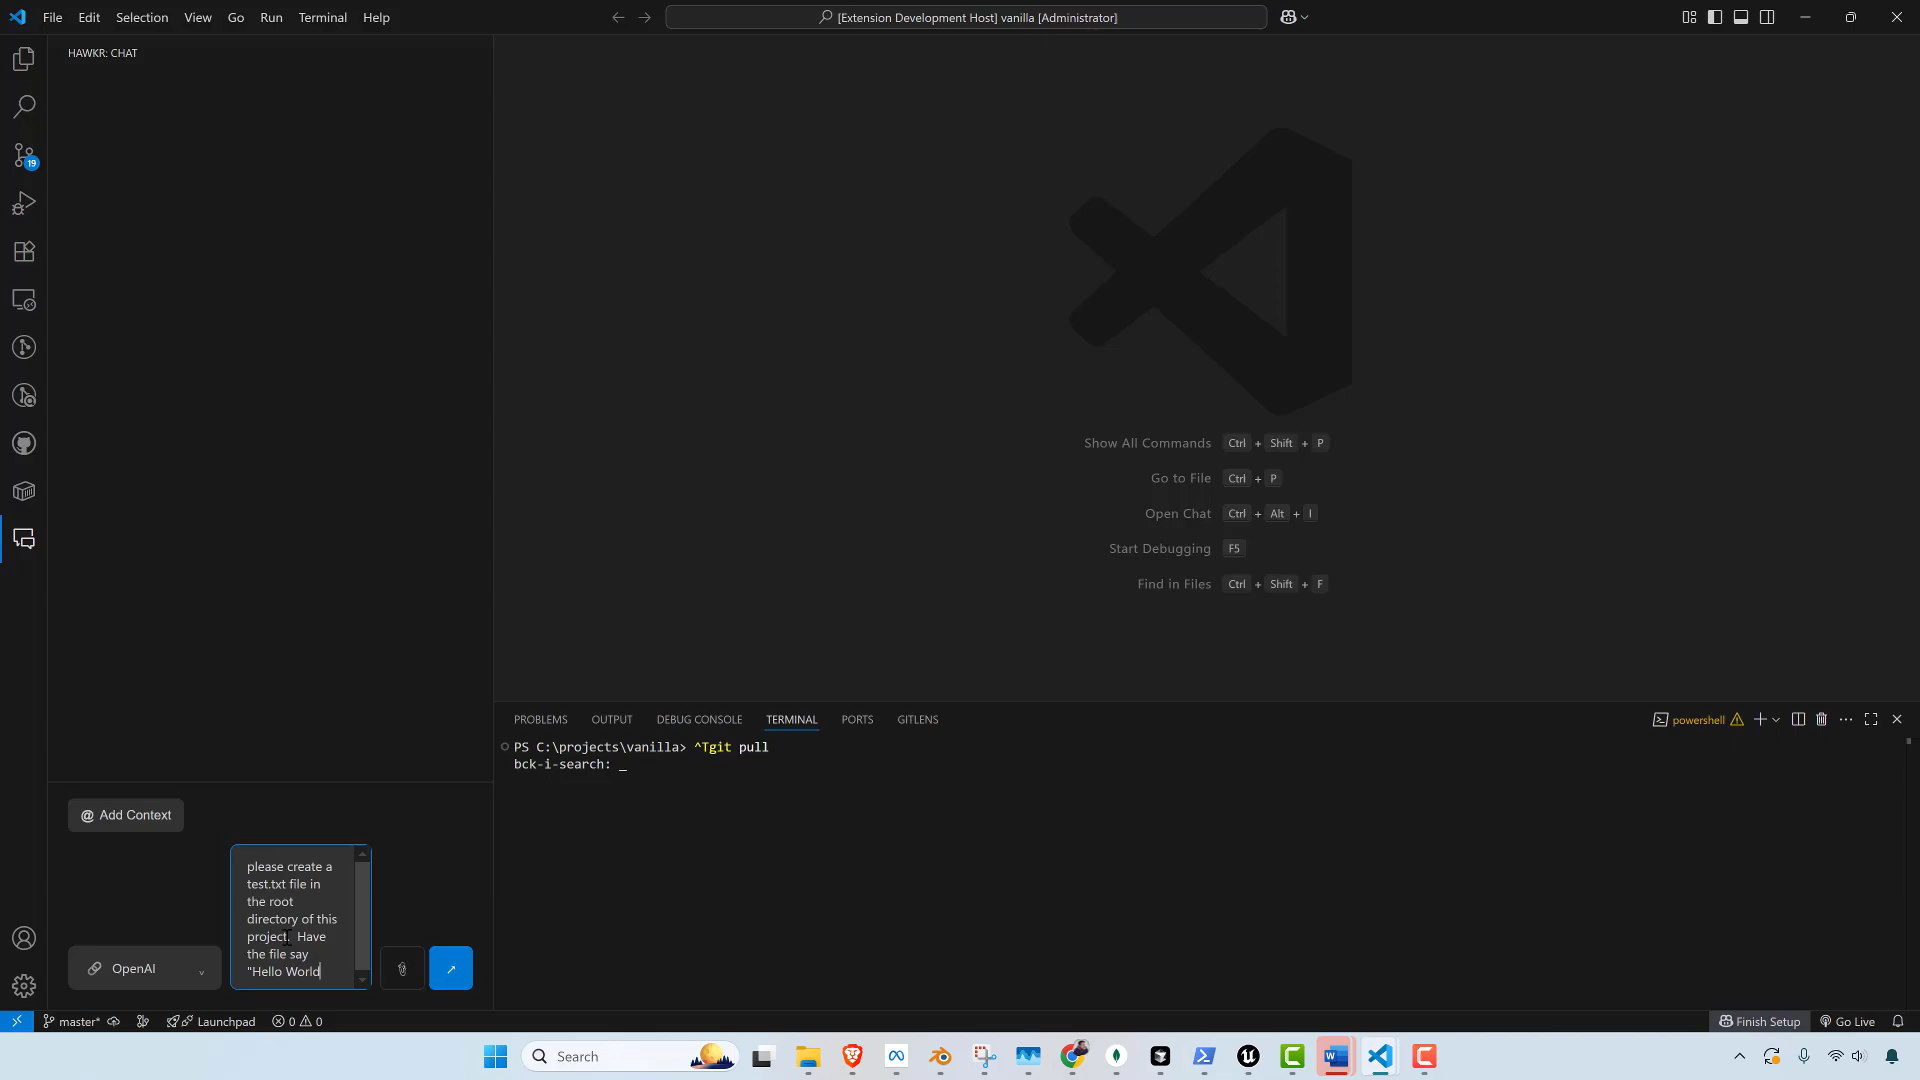 File Edit Selection View Go Run Terminal Help
[Extension Development Host] vanilla [Administrator]
HAWKR: CHAT
19
Show All Commands Ctrl + Shift + P
Go to File Ctrl + P
Open Chat Ctrl + Alt + I
Start Debugging F5
Find in Files Ctrl + Shift + F
PROBLEMS OUTPUT DEBUG CONSOLE TERMINAL PORTS GITLENS
powershell
PS C:\projects\vanilla> ^Tgit pull
bck-i-search: _
@ Add Context
please create a
test.txt file in
the root
directory of this
project. Have
the file say
"Hello World
OpenAI
master* Launchpad 0 0
Finish Setup Go Live
Search